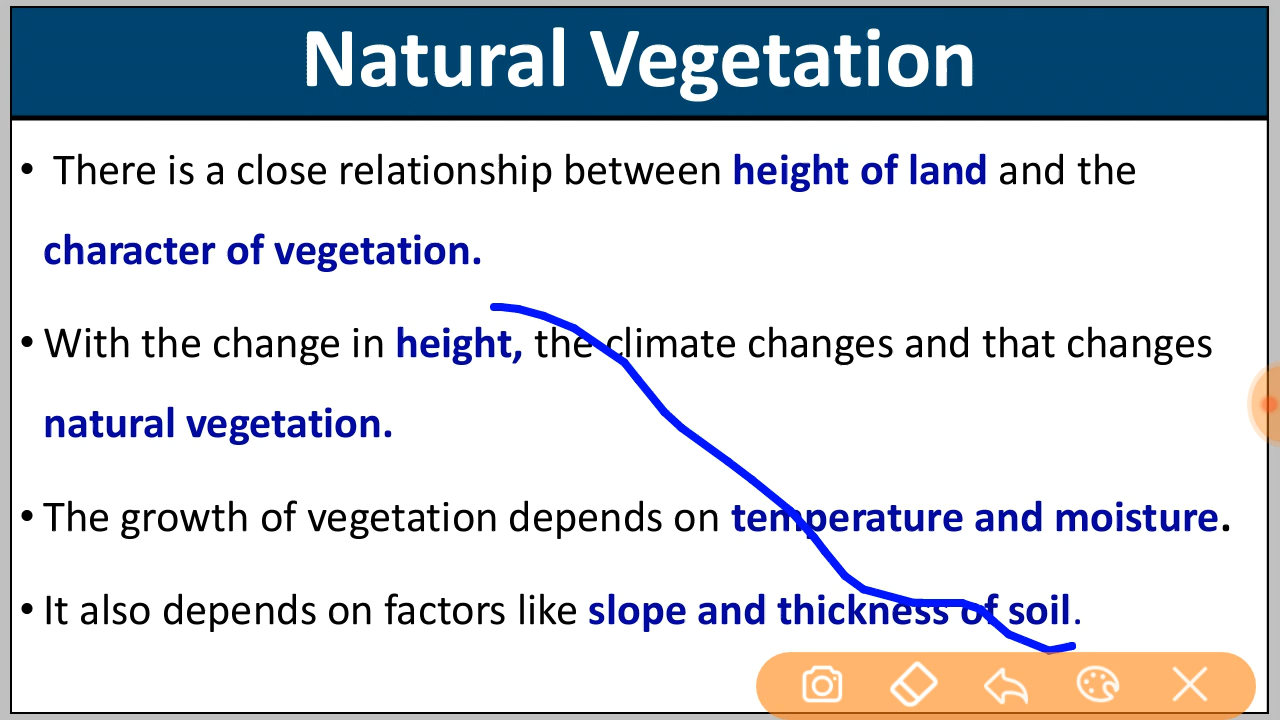 Natural Vegetation
• There is a close relationship between height of land and the
character of vegetation.
• With the change in height, the climate changes and that changes
natural vegetation.
• The growth of vegetation depends on temperature and moisture.
• It also depends on factors like slope and thickness of soil.